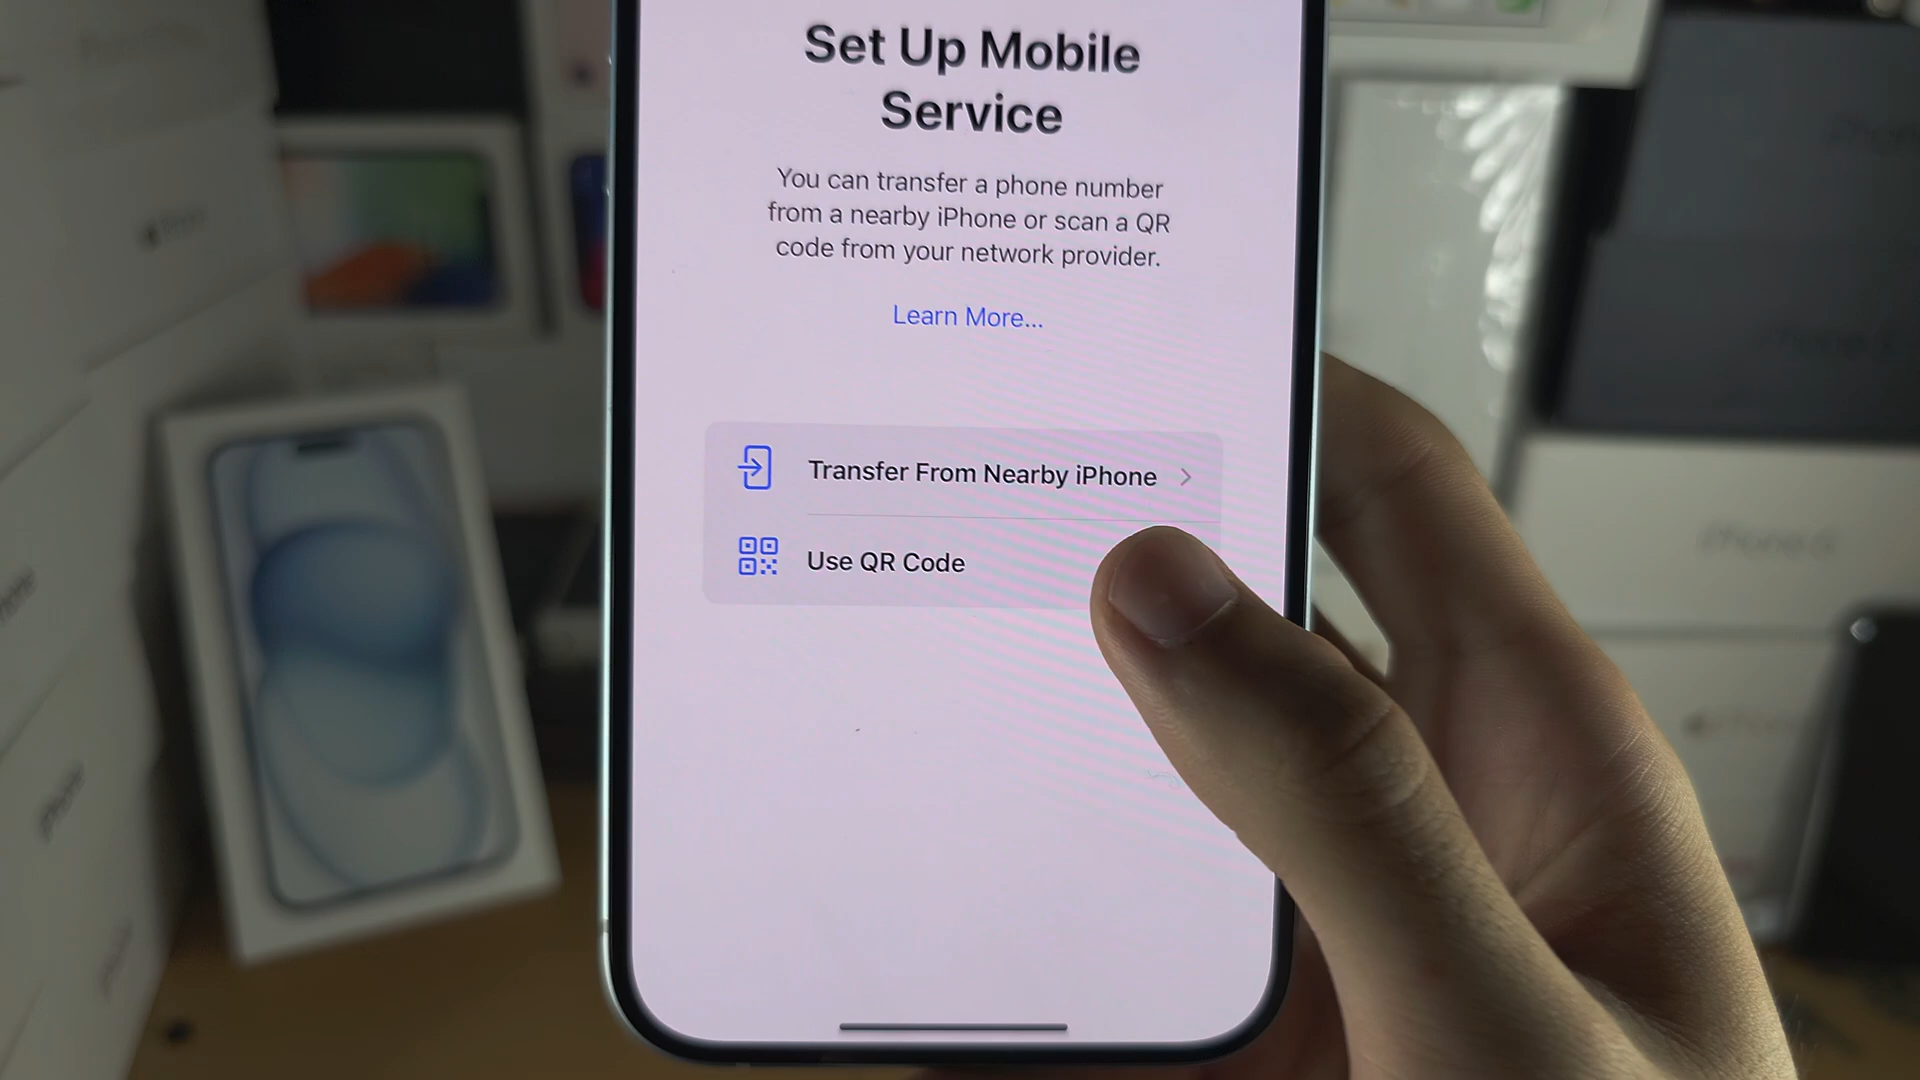 Set Up Mobile
Service
You can transfer a phone number
from a nearby iPhone or scan a QR
code from your network provider.
Learn More...
Transfer From Nearby iPhone
Use QR Code